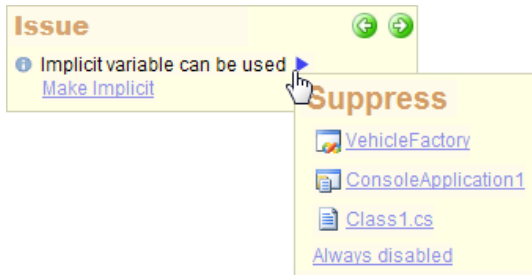 Issue
Implicit variable can be used
Make Implicit
Suppress
VehicleFactory
ConsoleApplication1
Class1.cs
Always disabled